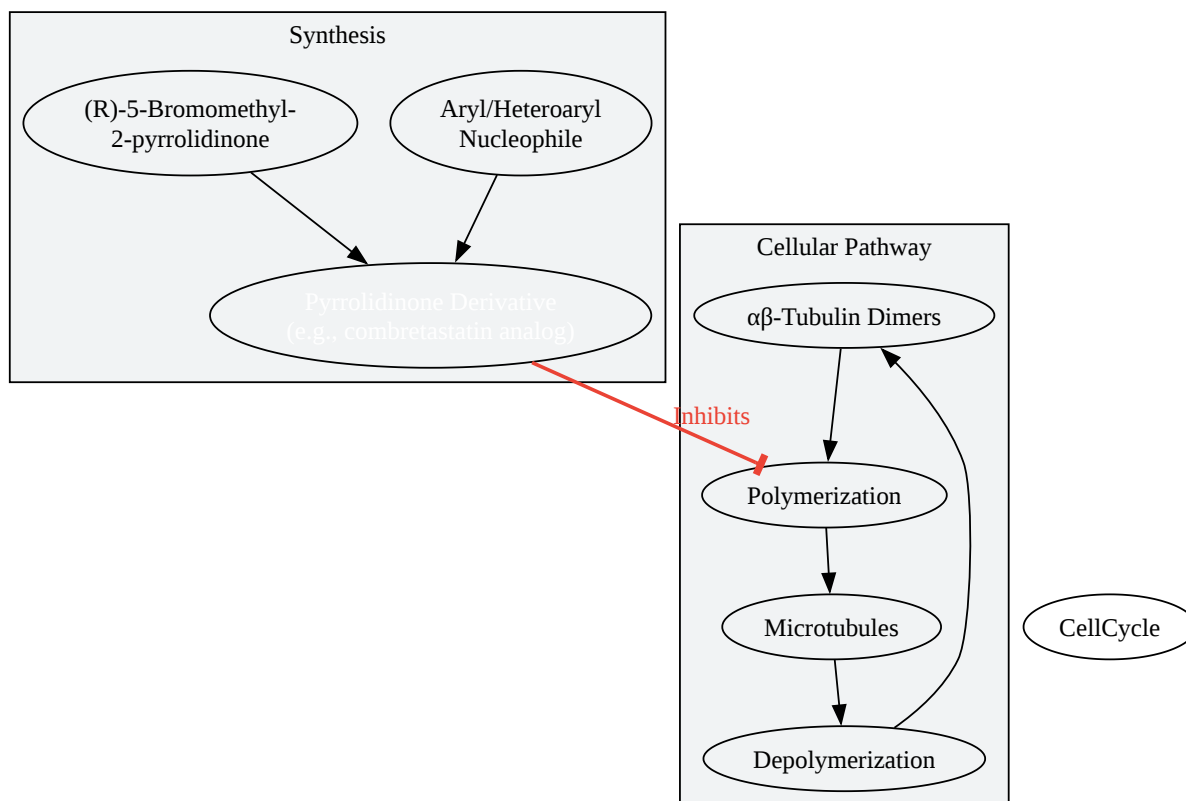 Synthesis
(R)-5-Bromomethyl-
2-pyrrolidinone
Aryl/Heteroaryl
Nucleophile
Pyrrolidinone Derivative
(e.g., combretastatin analog)
Inhibits
Cellular Pathway
αβ-Tubulin Dimers
Polymerization
Microtubules
Depolymerization
CellCycle